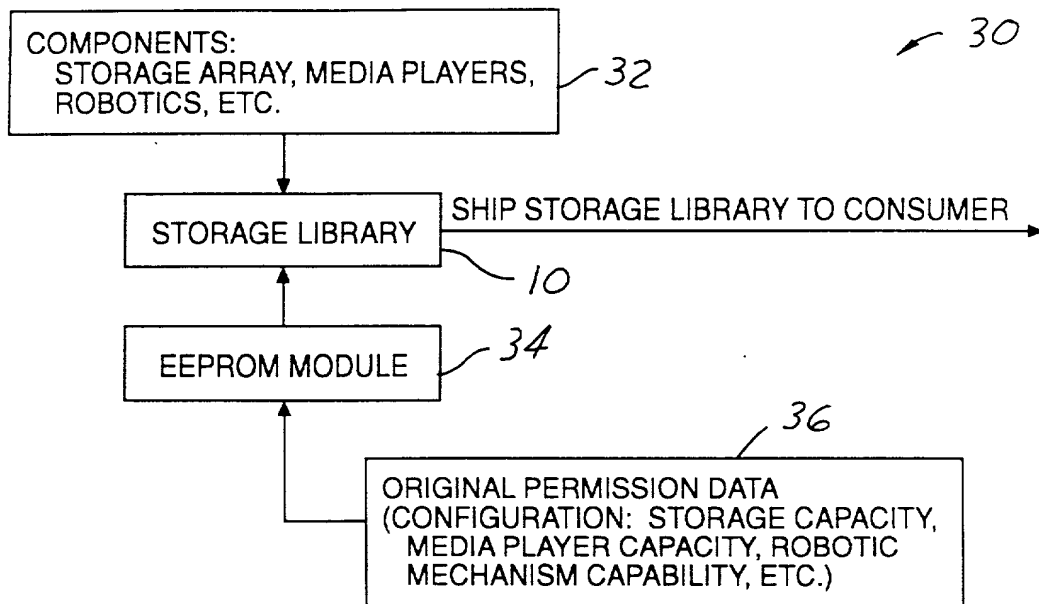 COMPONENTS:
STORAGE ARRAY, MEDIA PLAYERS,
ROBOTICS, ETC.
32
30
STORAGE LIBRARY
10
SHIP STORAGE LIBRARY TO CONSUMER
EEPROM MODULE
34
36
ORIGINAL PERMISSION DATA
(CONFIGURATION: STORAGE CAPACITY,
MEDIA PLAYER CAPACITY, ROBOTIC
MECHANISM CAPABILITY, ETC.)